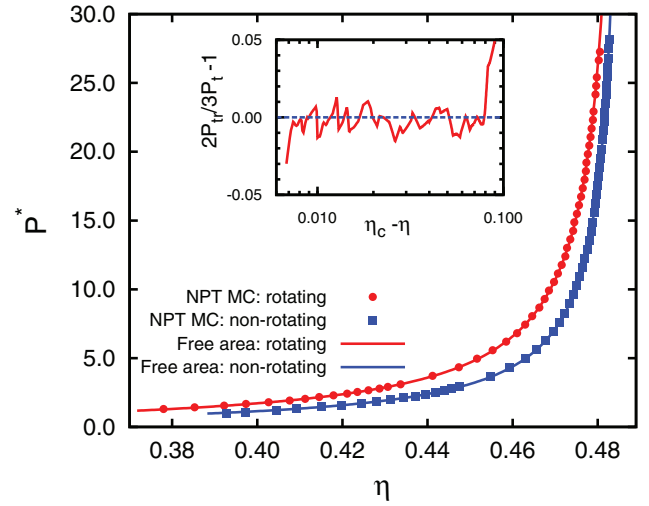 30.0
25.0
20.0
15.0
10.0
5.0
0.0
P*
0.38
0.40
0.42
0.44
0.46
0.48
η
0.05
0.00
-0.05
2P_tr/3P_t -1
0.010
0.100
η_c -η
NPT MC: rotating
NPT MC: non-rotating
Free area: rotating
Free area: non-rotating